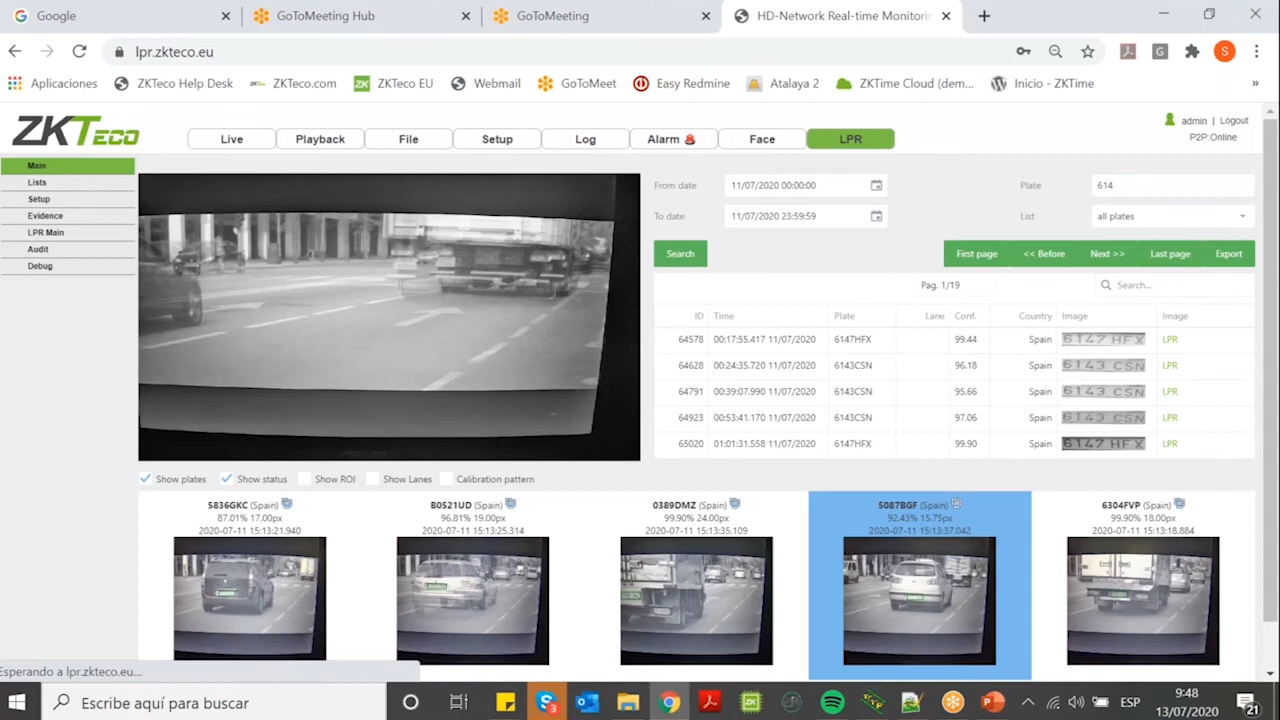 Google
GoToMeeting Hub
GoToMeeting
HD-Network Real-time Monitorin
lpr.zkteco.eu
Aplicaciones
ZKTeco Help Desk
ZKTeco.com
ZKTeco EU
Webmail
GoToMeet
Easy Redmine
Atalaya 2
ZKTime Cloud (dem...
Inicio - ZKTime
»
ZKTeco
Live
Playback
File
Setup
Log
Alarm
Face
LPR
admin | Logout
P2P:Online
Main
Lists
Setup
Evidence
LPR Main
Audit
Debug
From date 11/07/2020 00:00:00 Plate 614
To date 11/07/2020 23:59:59 List all plates
Search First page << Before Next >> Last page Export
Pag. 1/19 Search...
ID Time Plate Lane Conf. Country Image Image
64578 00:17:55.417 11/07/2020 6147HFX 99.44 Spain 6147 HFX LPR
64628 00:24:35.720 11/07/2020 6143CSN 96.18 Spain 6143 CSN LPR
64791 00:39:07.990 11/07/2020 6143CSN 95.66 Spain 6143 CSN LPR
64923 00:53:41.170 11/07/2020 6143CSN 97.06 Spain 6143 CSN LPR
65020 01:01:31.558 11/07/2020 6147HFX 99.90 Spain 6147 HFX LPR
Show plates Show status Show ROI Show Lanes Calibration pattern
5836GKC (Spain)
87.01% 17.00px
2020-07-11 15:13:21.940
B0521UD (Spain)
96.81% 19.00px
2020-07-11 15:13:25.314
0389DMZ (Spain)
99.90% 24.00px
2020-07-11 15:13:35.109
5087BGF (Spain)
92.43% 15.75px
2020-07-11 15:13:37.042
6304FVP (Spain)
99.90% 18.00px
2020-07-11 15:13:18.884
Esperando a lpr.zkteco.eu...
Escribe aquí para buscar
ESP
9:48
13/07/2020
21